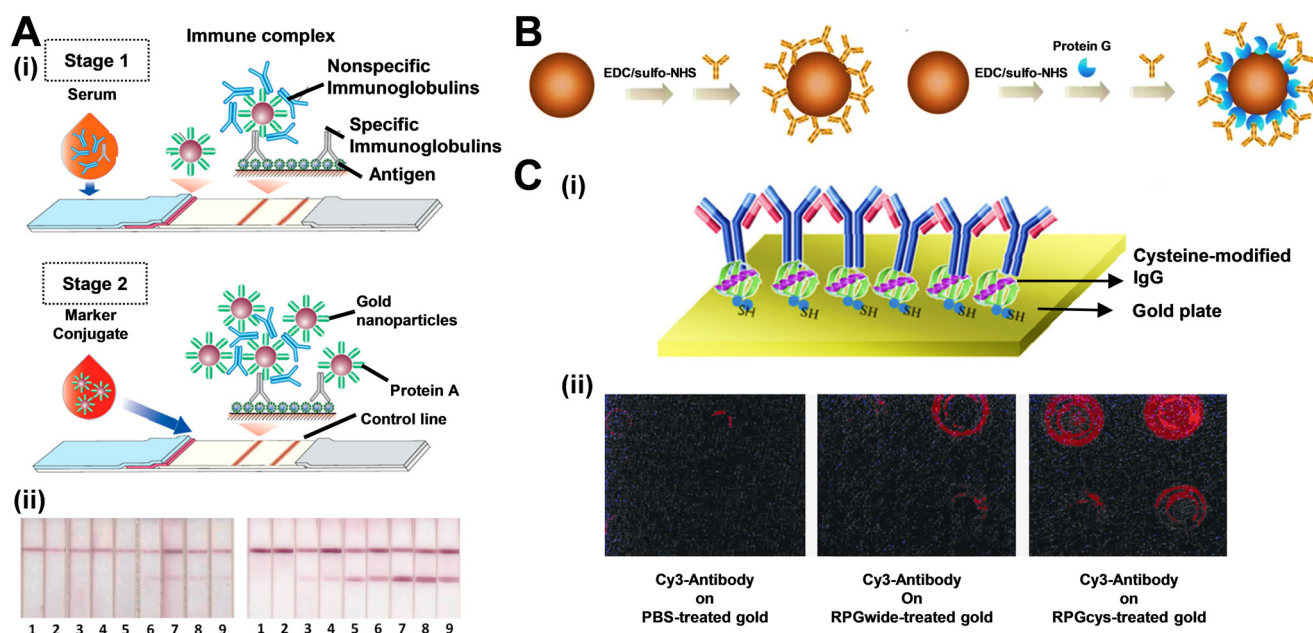 A
(i)
Stage 1
Serum
Immune complex
Nonspecific
Immunoglobulins
Specific
Immunoglobulins
Antigen
Stage 2
Marker
Conjugate
Gold
nanoparticles
Protein A
Control line
(ii)
1 2 3 4 5 6 7 8 9
1 2 3 4 5 6 7 8 9
B
EDC/sulfo-NHS
EDC/sulfo-NHS
Protein G
C
(i)
SH SH SH SH SH SH
Cysteine-modified
IgG
Gold plate
(ii)
Cy3-Antibody
on
PBS-treated gold
Cy3-Antibody
On
RPGwide-treated gold
Cy3-Antibody
on
RPGcys-treated gold